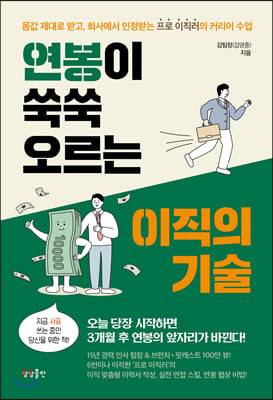 몸값 제대로 받고, 회사에서 인정받는 프로 이직러의 커리어 수업
연봉이
쑥쑥
오르는
김팀장(김영종)
지음
10000
이직의
기술
지금 사표
쓰는 중인
당신을 위한 책!
오늘 당장 시작하면
3개월 후 연봉의 앞자리가 바뀐다!
15년 경력 인사 팀장 & 브런치•팟캐스트 100만 뷰!
6번이나 이직한 '프로 이직러'의
이직 맞춤형 이력서 작성, 실전 면접 스킬, 연봉 협상 비법!
상상출판